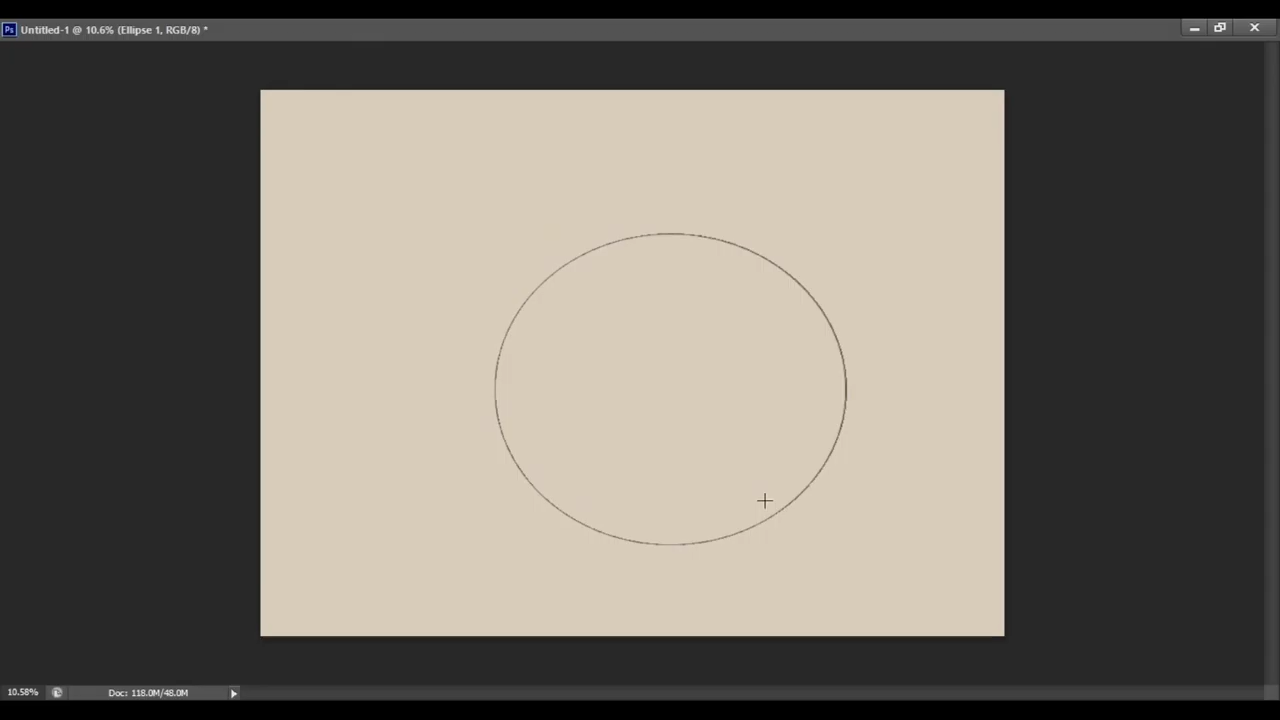 Ps Untitled-1 @ 10.6% (Ellipse 1, RGB/8) *
10.58% Doc: 118.0M/48.0M